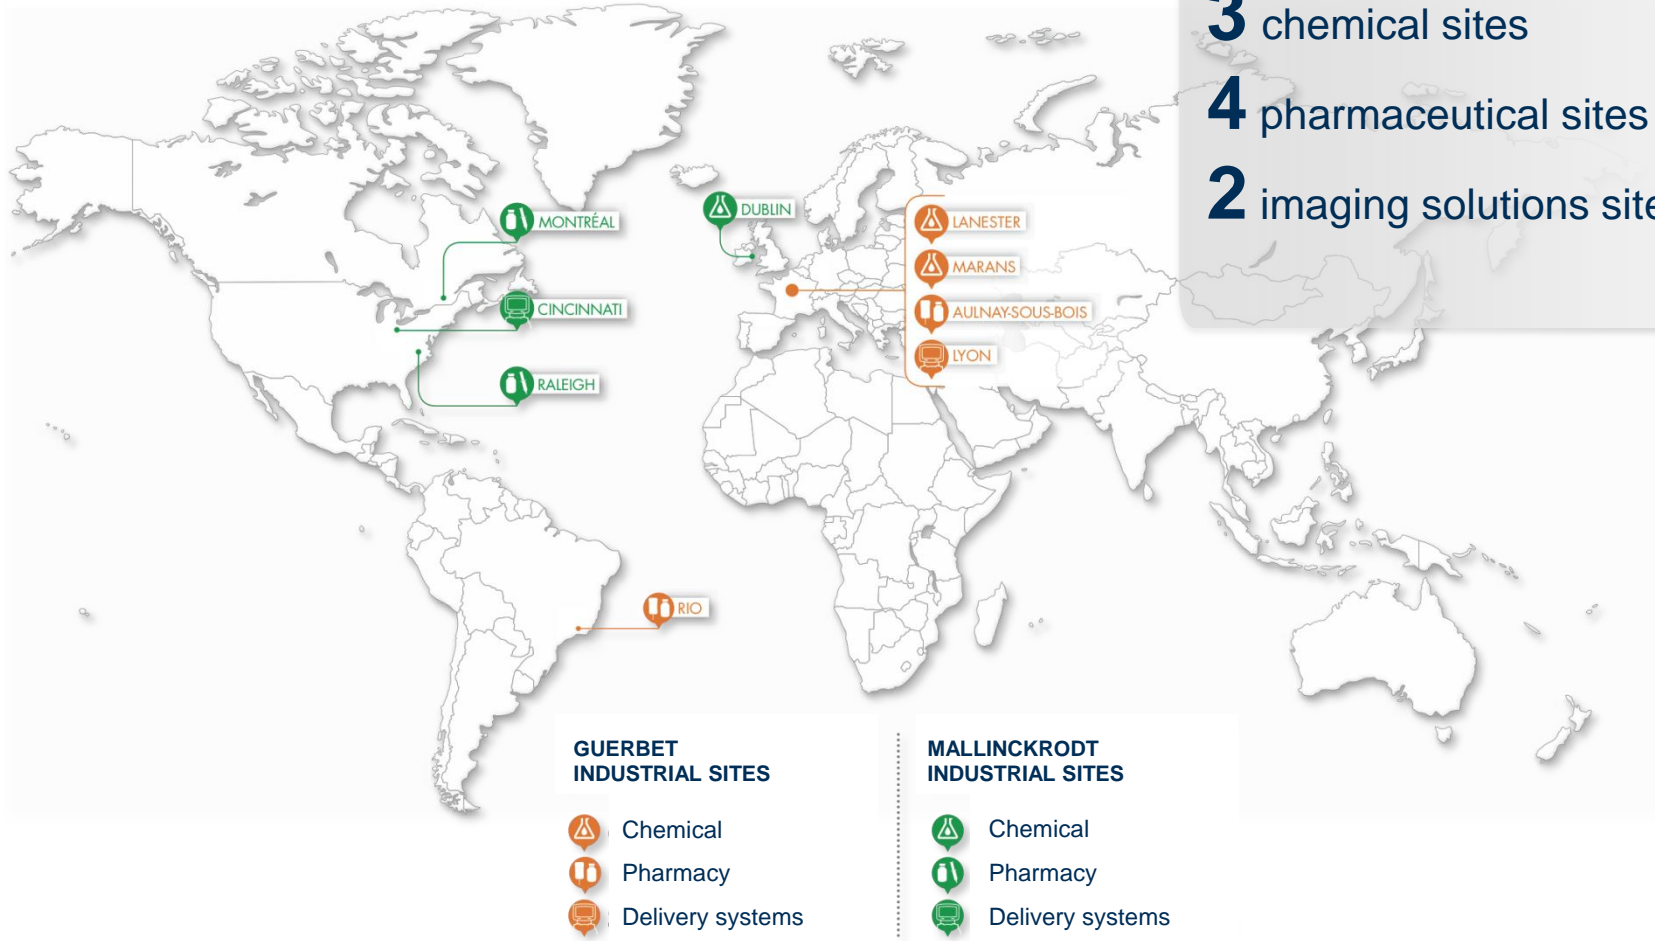 3 chemical sites
4 pharmaceutical sites
2 imaging solutions site
MONTRÉAL
DUBLIN
LANESTER
MARANS
CINCINNATI
AULNAY-SOUS-BOIS
LYON
RALEIGH
RIO
GUERBET
INDUSTRIAL SITES
Chemical
Pharmacy
Delivery systems
MALLINCKRODT
INDUSTRIAL SITES
Chemical
Pharmacy
Delivery systems